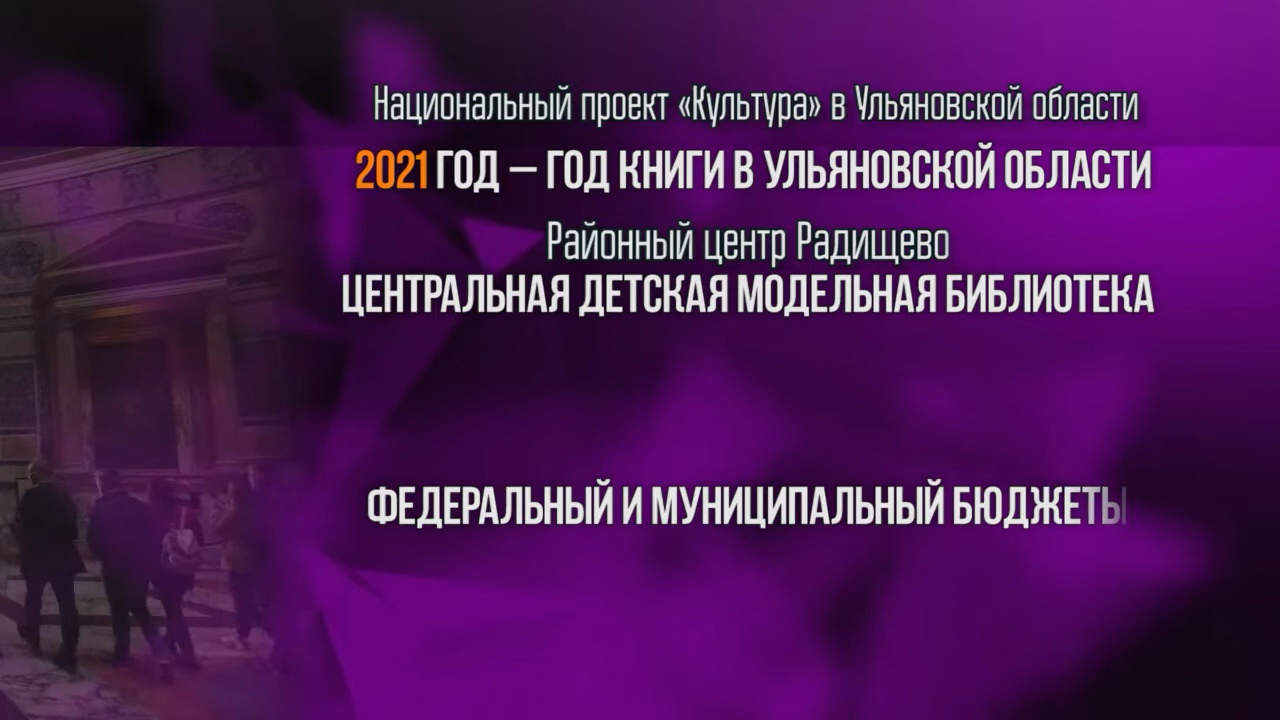 Национальный проект «Культура» в Ульяновской области
2021 ГОД – ГОД КНИГИ В УЛЬЯНОВСКОЙ ОБЛАСТИ
Районный центр Радищево
ЦЕНТРАЛЬНАЯ ДЕТСКАЯ МОДЕЛЬНАЯ БИБЛИОТЕКА
ФЕДЕРАЛЬНЫЙ И МУНИЦИПАЛЬНЫЙ БЮДЖЕТЫ